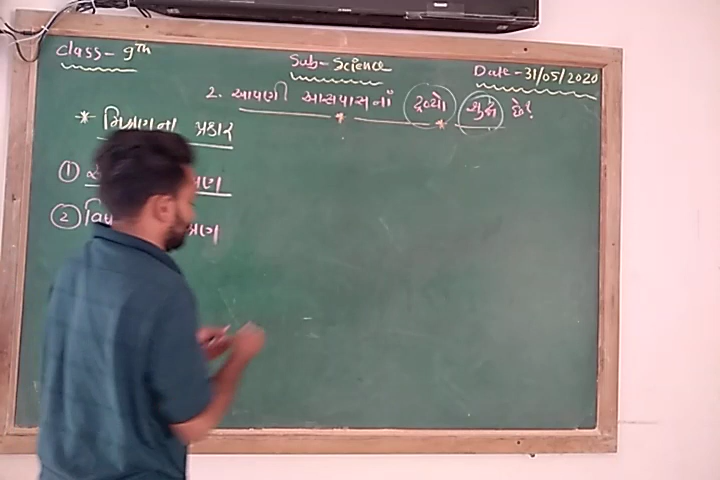 Class- 9th
Sub- Science
Date - 31/05/2020
2. આપણી આસપાસનાં દ્રવ્યો શુદ્ધ છે?
* મિશ્રણના પ્રકાર
①
②